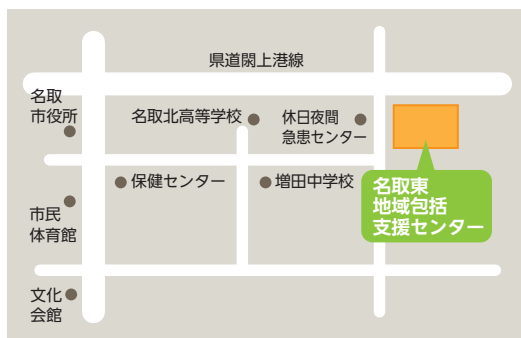 県道閖上港線
名取
市役所
名取北高等学校
休日夜間
急患センター
保健センター
増田中学校
名取東
地域包括
支援センター
市民
体育館
文化
会館